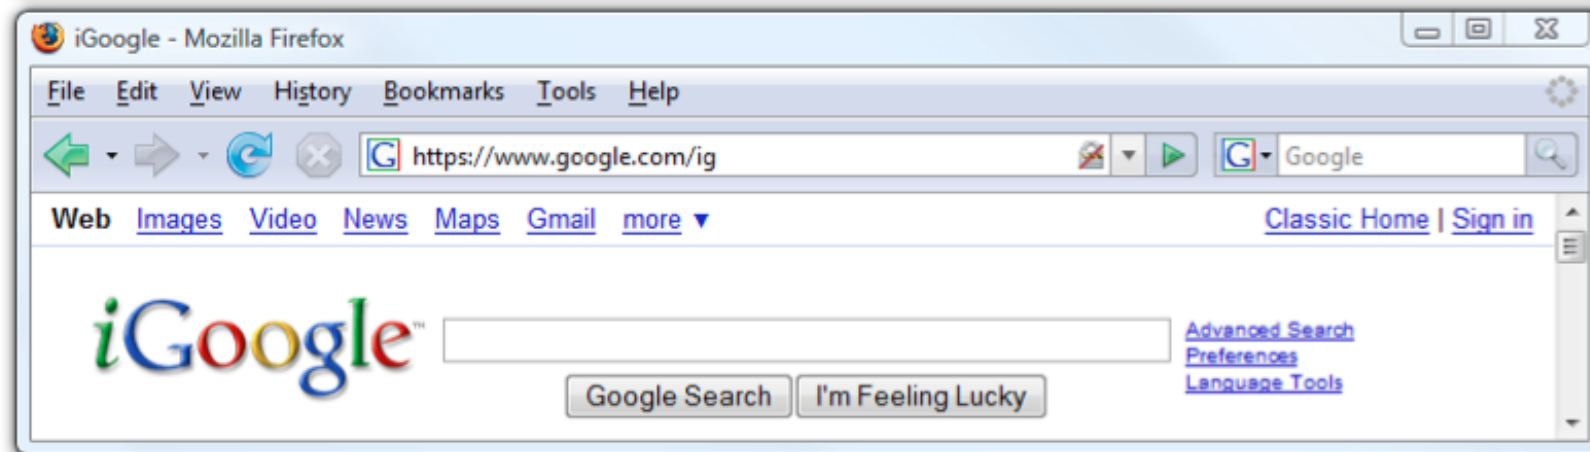 iGoogle - Mozilla Firefox
File Edit View History Bookmarks Tools Help
G https://www.google.com/ig G Google
Web Images Video News Maps Gmail more ▼ Classic Home | Sign in
iGoogle™
Advanced Search
Preferences
Language Tools
Google Search I'm Feeling Lucky